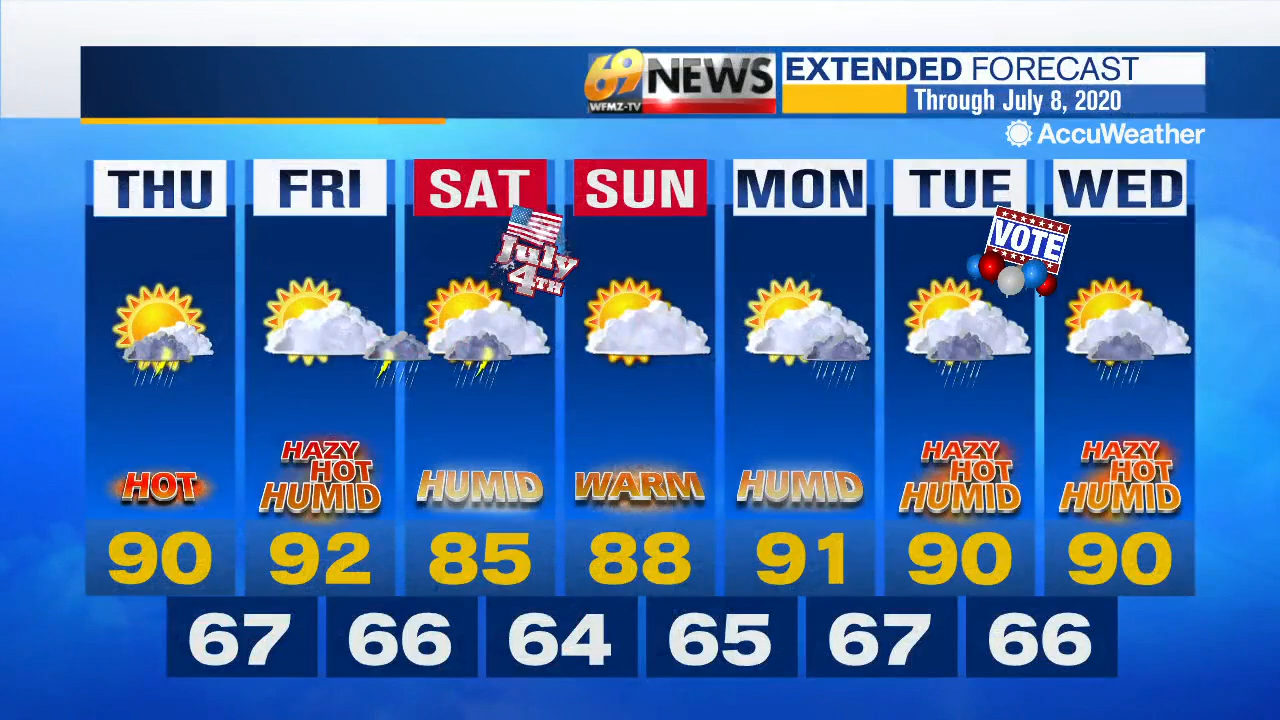 69 NEWS
WFMZ-TV
EXTENDED FORECAST
Through July 8, 2020
AccuWeather
THU FRI SAT SUN MON TUE WED
July
4TH
VOTE
HOT
HAZY
HOT
HUMID
HUMID
WARM
HUMID
HAZY
HOT
HUMID
HAZY
HOT
HUMID
90 92 85 88 91 90 90
67 66 64 65 67 66